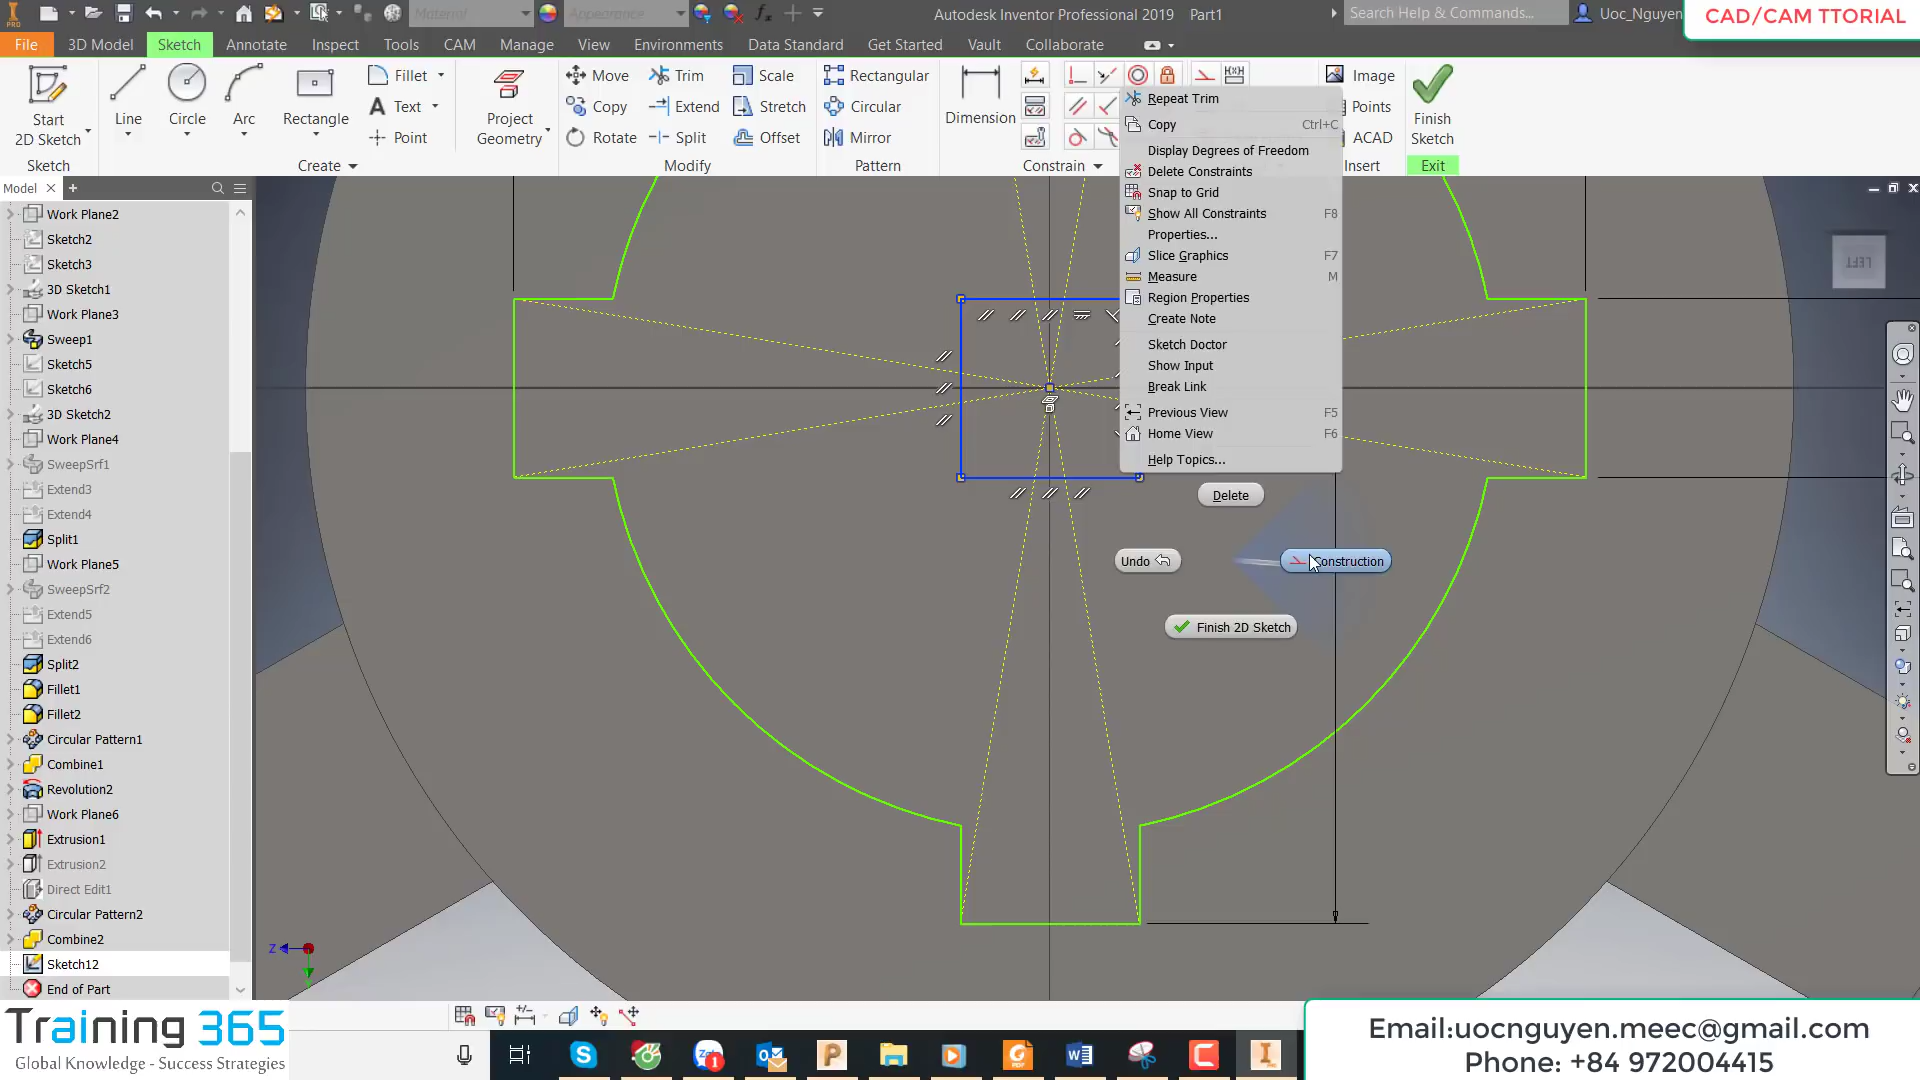 Material
Appearance
Autodesk Inventor Professional 2019 Part1
Search Help & Commands...
Uoc_Nguyen
CAD/CAM TTORIAL
PRO
File
3D Model
Sketch
Annotate
Inspect
Tools
CAM
Manage
View
Environments
Data Standard
Get Started
Vault
Collaborate
Start
2D Sketch
Line
Circle
Arc
Rectangle
Fillet
Text
Point
Project
Geometry
Move
Copy
Rotate
Trim
Extend
Split
Scale
Stretch
Offset
Rectangular
Circular
Mirror
Dimension
Image
Points
ACAD
Finish
Sketch
Sketch
Create
Modify
Pattern
Constrain
Insert
Exit
Model
Work Plane2
Sketch2
Sketch3
3D Sketch1
Work Plane3
Sweep1
Sketch5
Sketch6
3D Sketch2
Work Plane4
SweepSrf1
Extend3
Extend4
Split1
Work Plane5
SweepSrf2
Extend5
Extend6
Split2
Fillet1
Fillet2
Circular Pattern1
Combine1
Revolution2
Work Plane6
Extrusion1
Extrusion2
Direct Edit1
Circular Pattern2
Combine2
Sketch12
End of Part
Repeat Trim
Copy Ctrl+C
Display Degrees of Freedom
Delete Constraints
Snap to Grid
Show All Constraints F8
Properties...
Slice Graphics F7
Measure M
Region Properties
Create Note
Sketch Doctor
Show Input
Break Link
Previous View F5
Home View F6
Help Topics...
Delete
Undo
Construction
Finish 2D Sketch
LEFT
Z
Training 365
Global Knowledge - Success Strategies
Email:uocnguyen.meec@gmail.com
Phone: +84 972004415